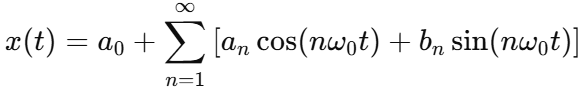 x(t) = a_0 + \sum_{n=1}^{\infty} [a_n \cos(n\omega_0 t) + b_n \sin(n\omega_0 t)]